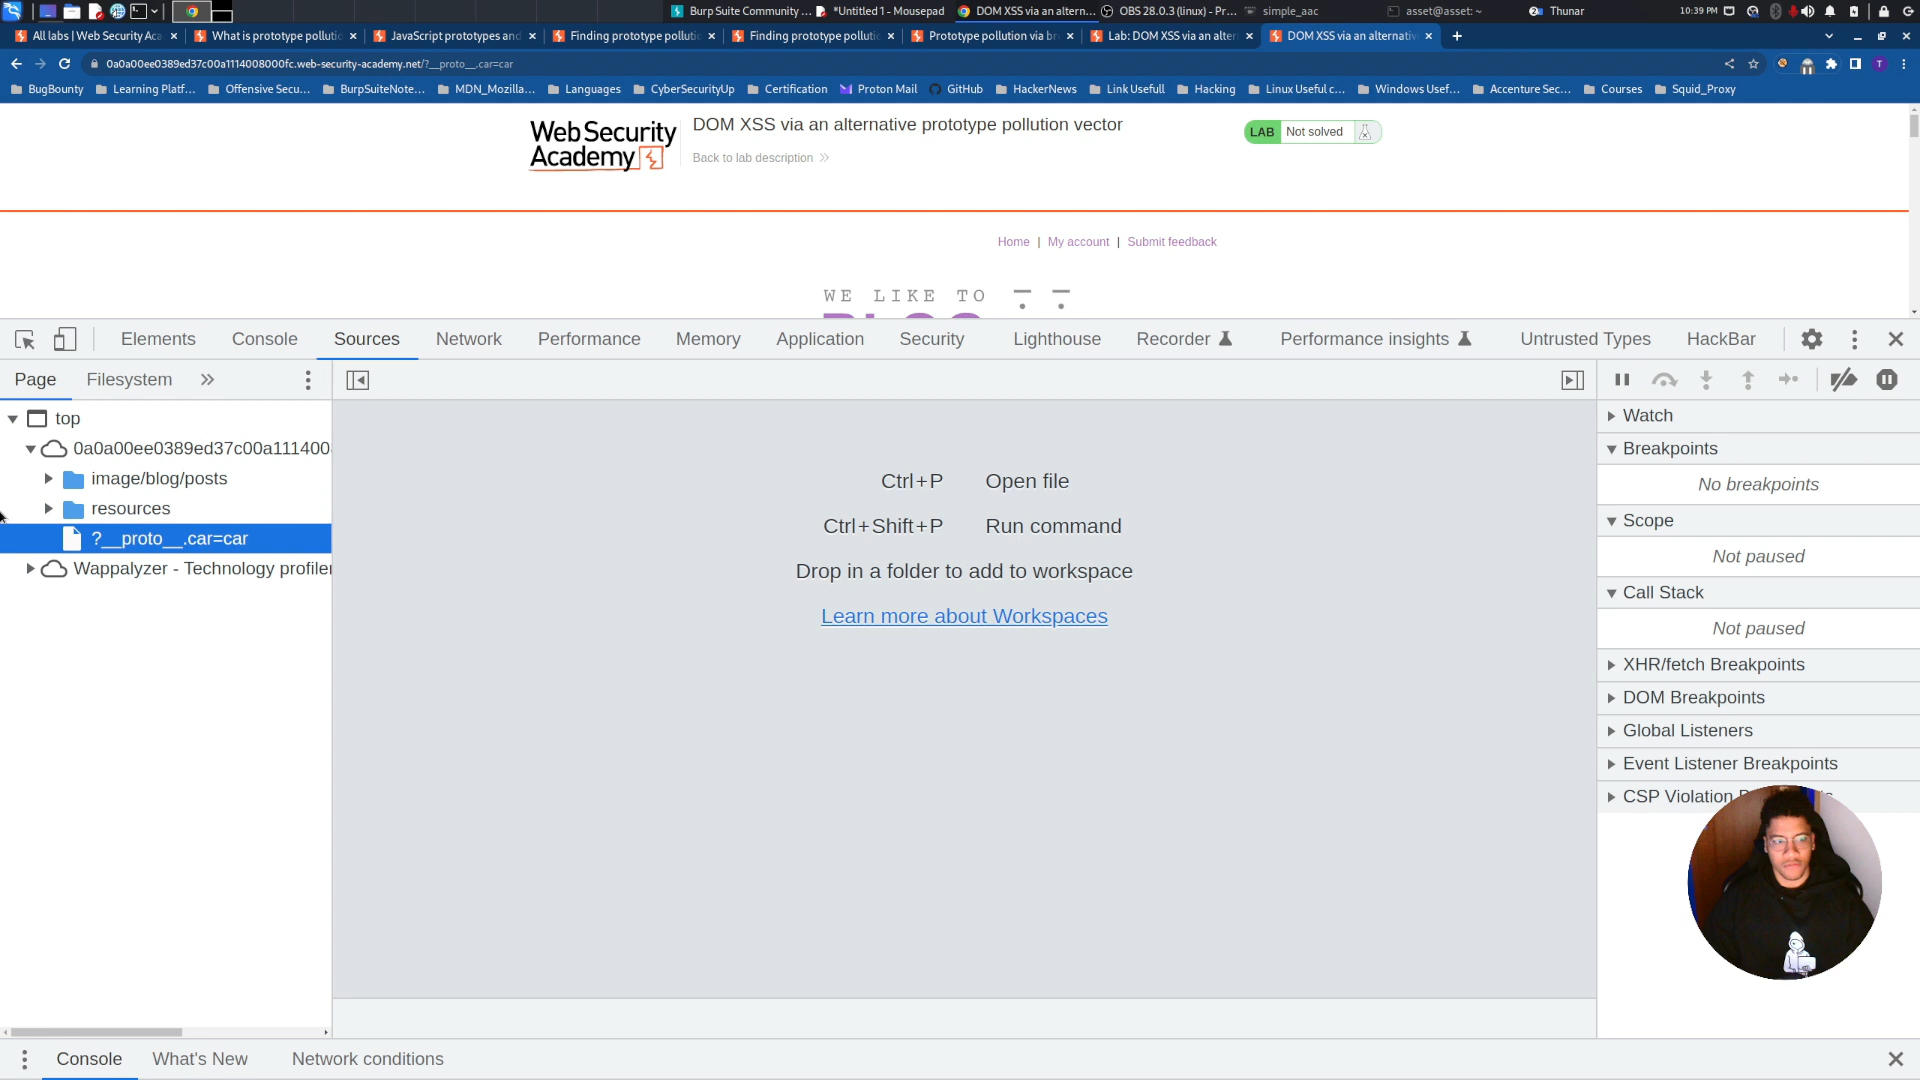 Burp Suite Community ...
*Untitled 1 - Mousepad
DOM XSS via an altern...
OBS 28.0.3 (linux) - Pr...
simple_aac
asset@asset: ~
Thunar
10:39 PM
All labs | Web Security Aca
What is prototype pollutic
JavaScript prototypes and
Finding prototype pollutic
Finding prototype pollutic
Prototype pollution via br
Lab: DOM XSS via an alter
DOM XSS via an alternativ
0a0a00ee0389ed37c00a1114008000fc.web-security-academy.net/?__proto__.car=car
T
BugBounty
Learning Platf...
Offensive Secu...
BurpSuiteNote...
MDN_Mozilla...
Languages
CyberSecurityUp
Certification
Proton Mail
GitHub
HackerNews
Link Usefull
Hacking
Linux Useful c...
Windows Usef...
Accenture Sec...
Courses
Squid_Proxy
WebSecurity
Academy
DOM XSS via an alternative prototype pollution vector
Back to lab description
LAB Not solved
Home | My account | Submit feedback
WE LIKE TO
Elements Console Sources Network Performance Memory Application Security Lighthouse Recorder Performance insights Untrusted Types HackBar
Page Filesystem
top
0a0a00ee0389ed37c00a111400
image/blog/posts
resources
?__proto__.car=car
Wappalyzer - Technology profiler
Ctrl+P Open file
Ctrl+Shift+P Run command
Drop in a folder to add to workspace
Learn more about Workspaces
Watch
Breakpoints
No breakpoints
Scope
Not paused
Call Stack
Not paused
XHR/fetch Breakpoints
DOM Breakpoints
Global Listeners
Event Listener Breakpoints
CSP Violation
Console What's New Network conditions